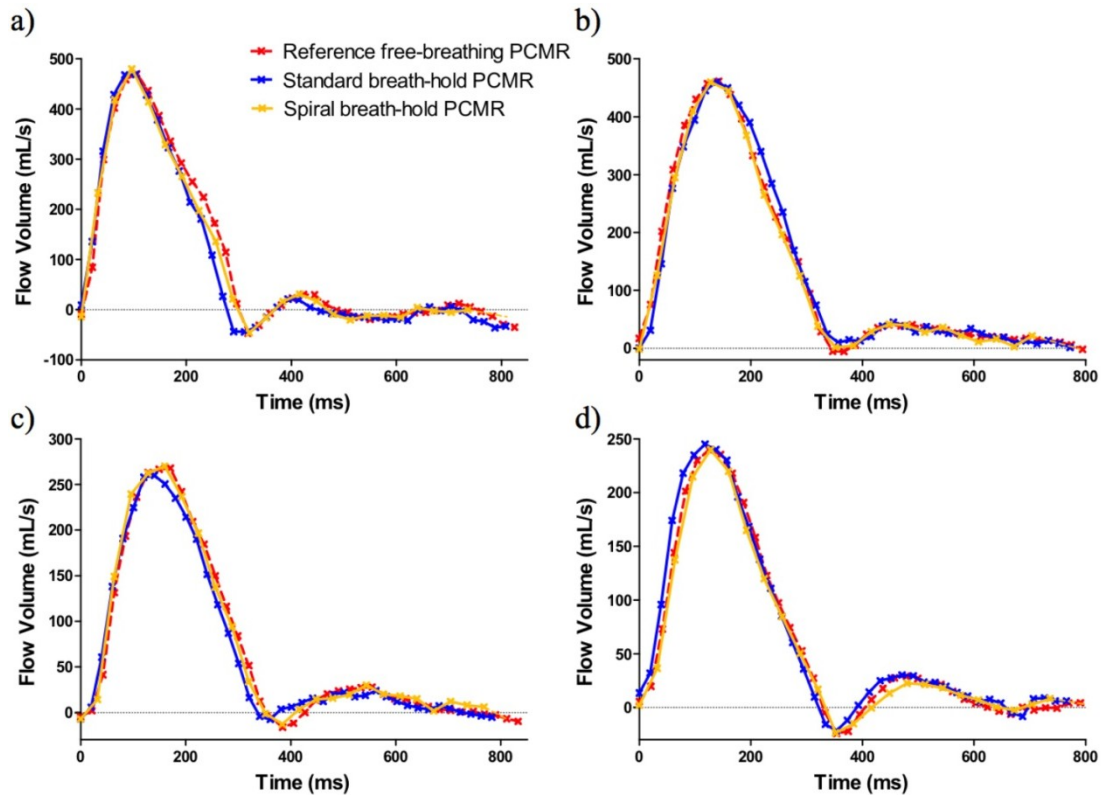 a)
Reference free-breathing PCMR
Standard breath-hold PCMR
Spiral breath-hold PCMR
500
400
300
200
100
0
-100
Flow Volume (mL/s)
0 200 400 600 800
Time (ms)
b)
500
400
300
200
100
0
Flow Volume (mL/s)
0 200 400 600 800
Time (ms)
c)
300
250
200
150
100
50
0
Flow Volume (mL/s)
0 200 400 600 800
Time (ms)
d)
250
200
150
100
50
0
Flow Volume (mL/s)
0 200 400 600 800
Time (ms)